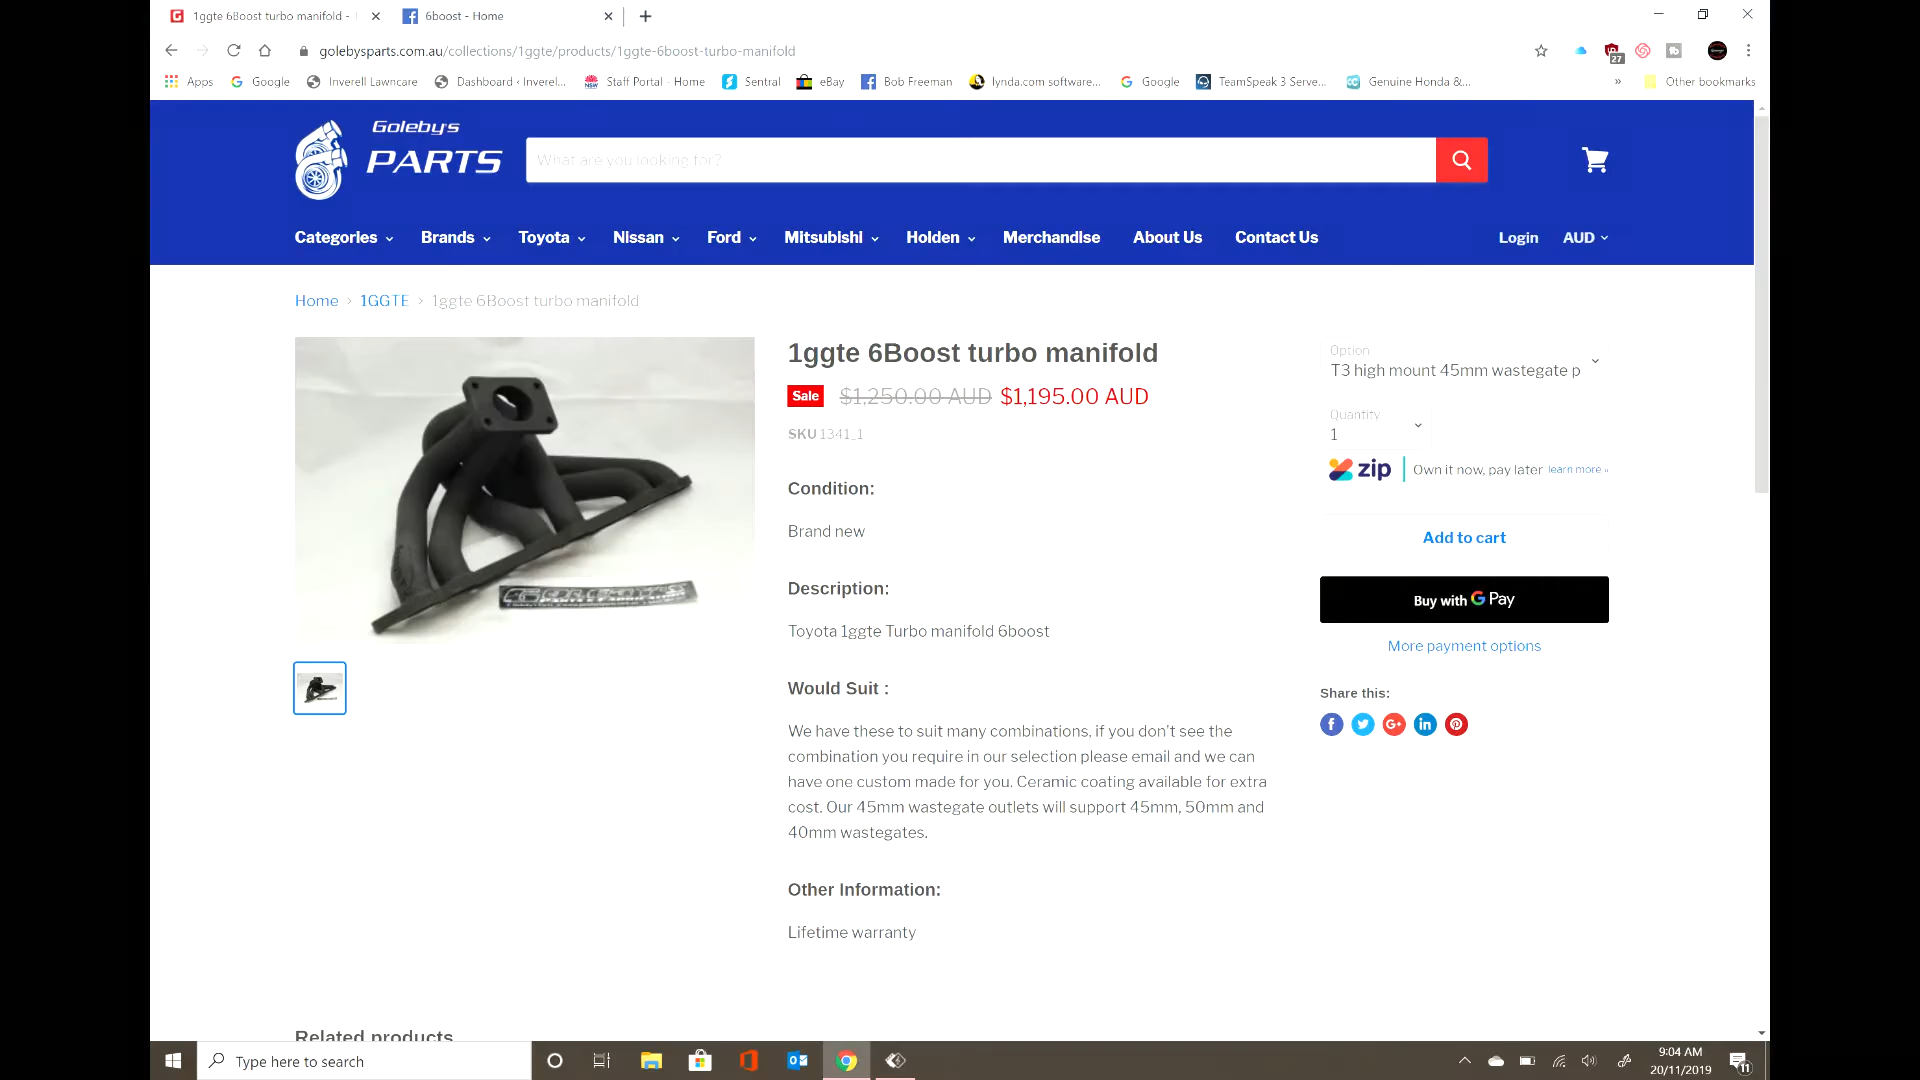 1ggte 6Boost turbo manifold -
6boost - Home
golebysparts.com.au/collections/1ggte/products/1ggte-6boost-turbo-manifold
27
Apps Google Inverell Lawncare Dashboard ‹ Inverel... Staff Portal - Home Sentral eBay Bob Freeman lynda.com software... Google TeamSpeak 3 Serve... Genuine Honda &... » Other bookmarks
Goleby's
PARTS
What are you looking for?
Categories Brands Toyota Nissan Ford Mitsubishi Holden Merchandise About Us Contact Us Login AUD
Home › 1GGTE › 1ggte 6Boost turbo manifold
1ggte 6Boost turbo manifold
Sale $1,250.00 AUD $1,195.00 AUD
SKU 1341_1
Condition:
Brand new
Description:
Toyota 1ggte Turbo manifold 6boost
Would Suit :
We have these to suit many combinations, if you don't see the
combination you require in our selection please email and we can
have one custom made for you. Ceramic coating available for extra
cost. Our 45mm wastegate outlets will support 45mm, 50mm and
40mm wastegates.
Other Information:
Lifetime warranty
Option
T3 high mount 45mm wastegate p
Quantity
1
zip Own it now, pay later learn more »
Add to cart
Buy with G Pay
More payment options
Share this:
Related products
Type here to search
9:04 AM
20/11/2019
11